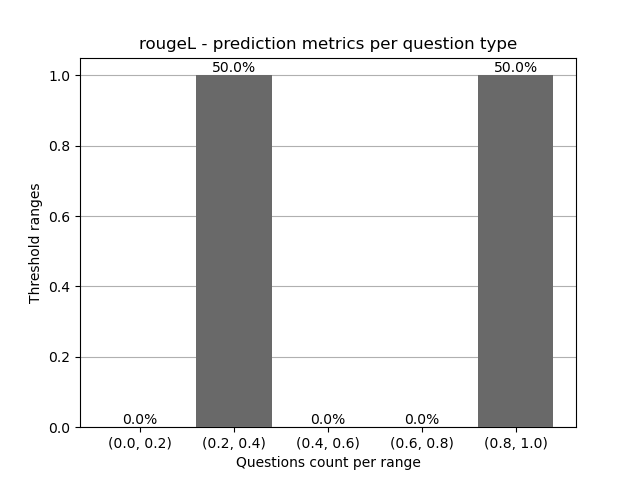 rougeL - prediction metrics per question type
50.0% 50.0%
1.0
0.8
0.6
0.4
0.2
0.0
Threshold ranges
0.0% 0.0% 0.0%
(0.0, 0.2) (0.2, 0.4) (0.4, 0.6) (0.6, 0.8) (0.8, 1.0)
Questions count per range